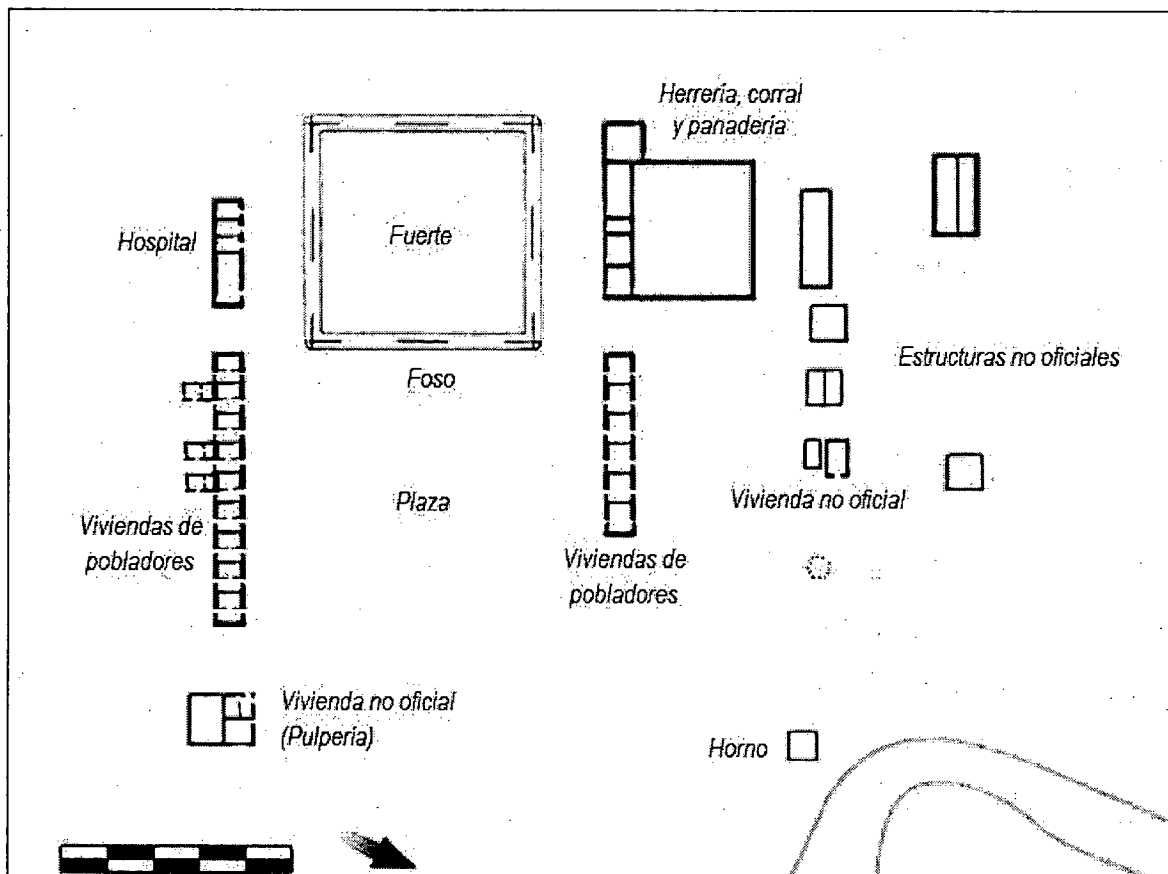 Herrería, corral
y panadería
Hospital
Fuerte
Estructuras no oficiales
Foso
Plaza
Vivienda no oficial
Viviendas de
pobladores
Viviendas de
pobladores
Vivienda no oficial
(Pulpería)
Horno